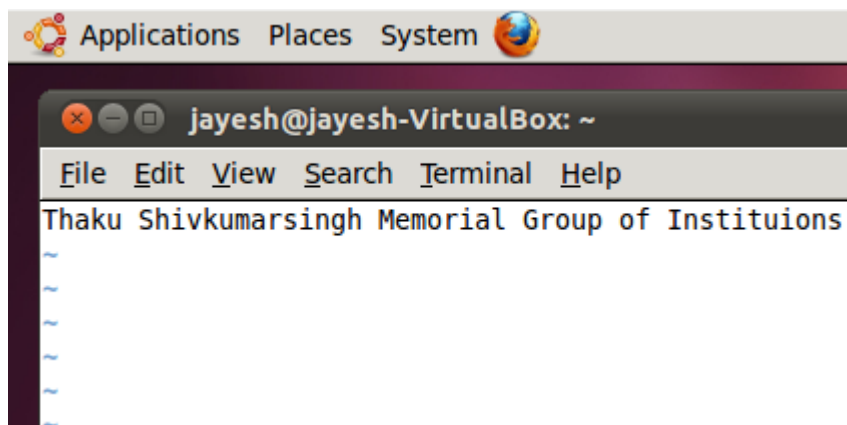 Applications Places System
jayesh@jayesh-VirtualBox: ~
File Edit View Search Terminal Help
Thaku Shivkumarsingh Memorial Group of Instituions
~
~
~
~
~
~